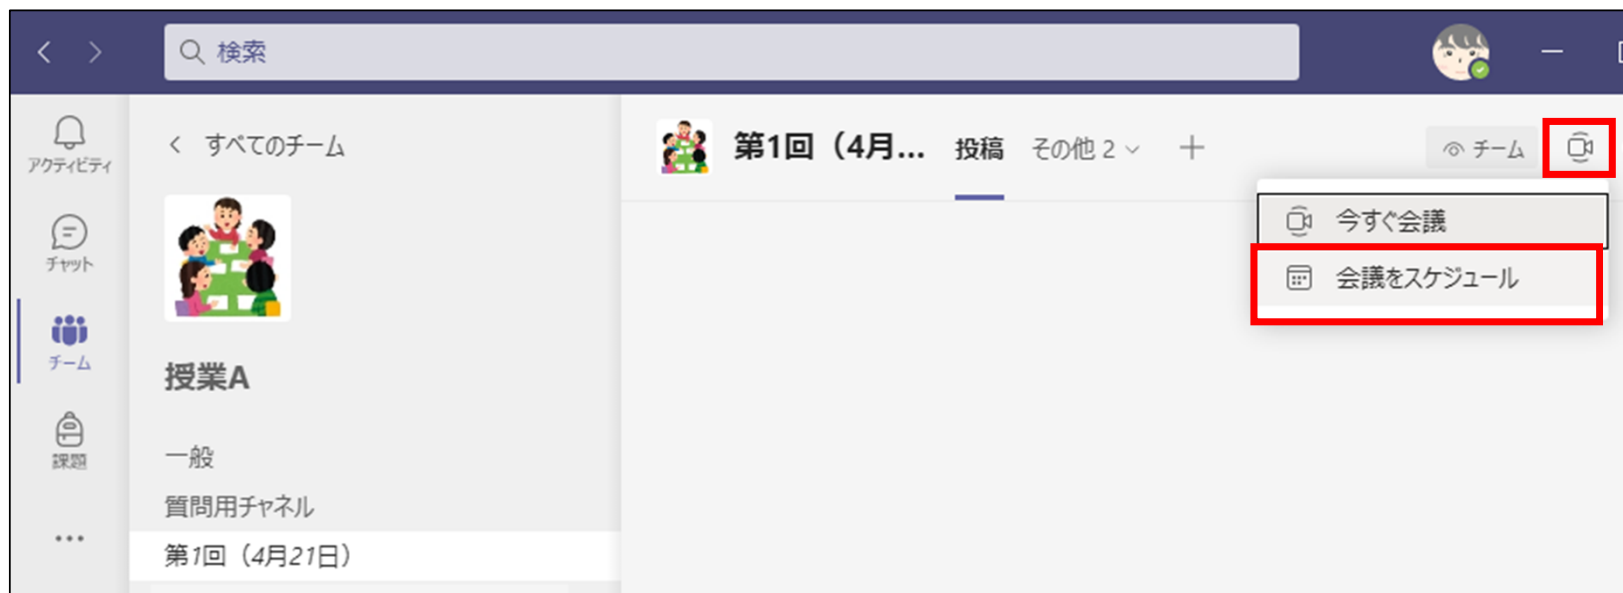 検索
アクティビティ
チャット
チーム
課題
すべてのチーム
授業A
一般
質問用チャネル
第1回（4月21日）
第1回（4月... 投稿 その他 2
チーム
今すぐ会議
会議をスケジュール